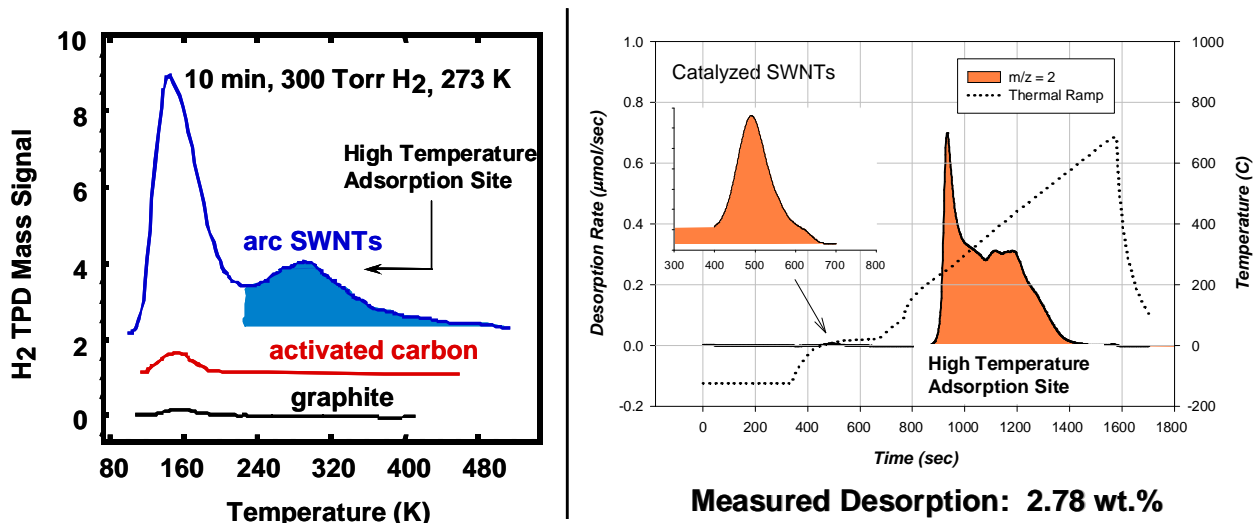 10
8
6
4
2
0
H2 TPD Mass Signal
10 min, 300 Torr H2, 273 K
High Temperature
Adsorption Site
arc SWNTs
activated carbon
graphite
80 160 240 320 400 480
Temperature (K)
1.0
0.8
0.6
0.4
0.2
0.0
-0.2
Desorption Rate (μmol/sec)
Catalyzed SWNTs
300 400 500 600 700 800
m/z = 2
Thermal Ramp
High Temperature
Adsorption Site
1000
800
600
400
200
0
-200
Temperature (C)
0 200 400 600 800 1000 1200 1400 1600 1800
Time (sec)
Measured Desorption: 2.78 wt.%